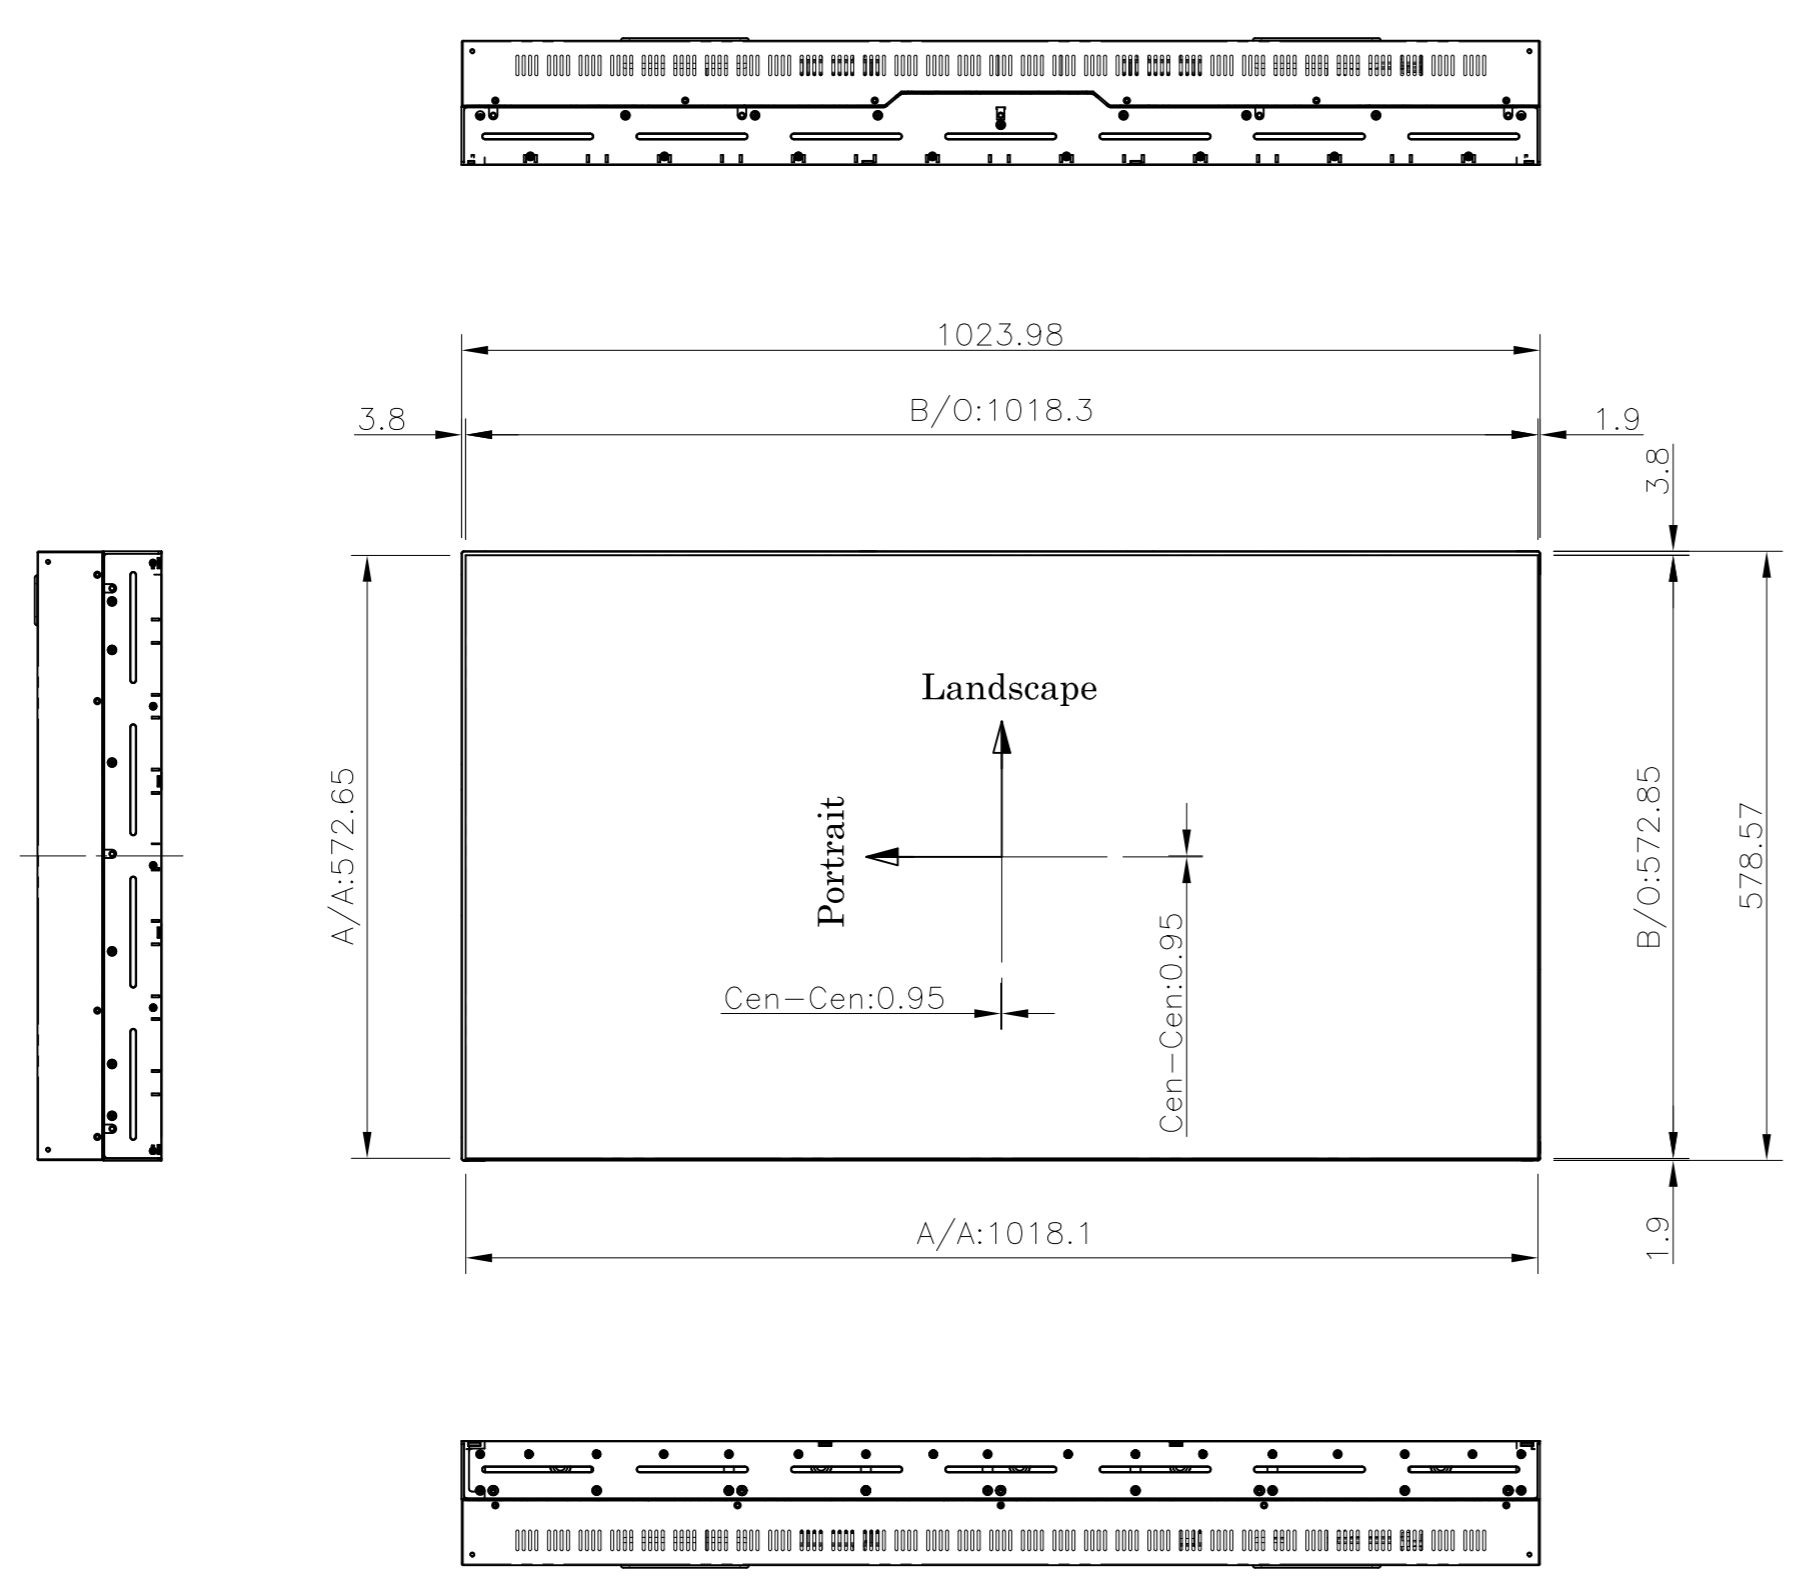 1023.98
B/O:1018.3
3.8
1.9
3.8
Landscape
Portrait
A/A:572.65
B/O:572.85
578.57
Cen-Cen:0.95
Cen-Cen:0.95
A/A:1018.1
1.9